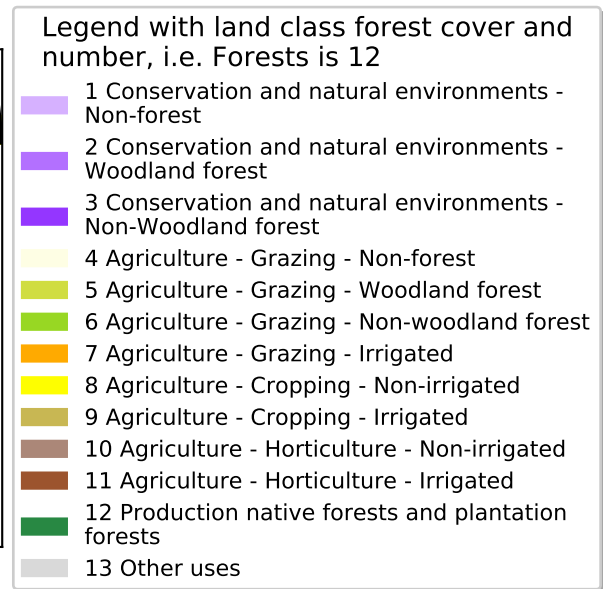 Legend with land class forest cover and
number, i.e. Forests is 12
1 Conservation and natural environments -
Non-forest
2 Conservation and natural environments -
Woodland forest
3 Conservation and natural environments -
Non-Woodland forest
4 Agriculture - Grazing - Non-forest
5 Agriculture - Grazing - Woodland forest
6 Agriculture - Grazing - Non-woodland forest
7 Agriculture - Grazing - Irrigated
8 Agriculture - Cropping - Non-irrigated
9 Agriculture - Cropping - Irrigated
10 Agriculture - Horticulture - Non-irrigated
11 Agriculture - Horticulture - Irrigated
12 Production native forests and plantation
forests
13 Other uses